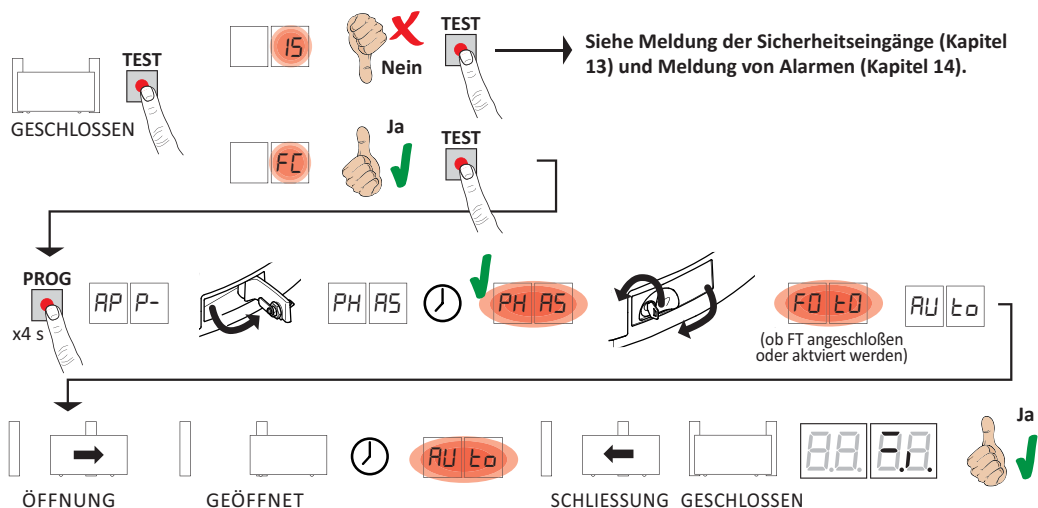 TEST
GESCHLOSSEN
IS
Nein
TEST
Siehe Meldung der Sicherheitseingänge (Kapitel
13) und Meldung von Alarmen (Kapitel 14).
FC
Ja
TEST
PROG
x4 s
AP P-
PH AS
PH AS
FO tO
(ob FT angeschloßen
oder aktviert werden)
AU to
ÖFFNUNG
GEÖFFNET
AU to
SCHLIESSUNG
GESCHLOSSEN
Ja